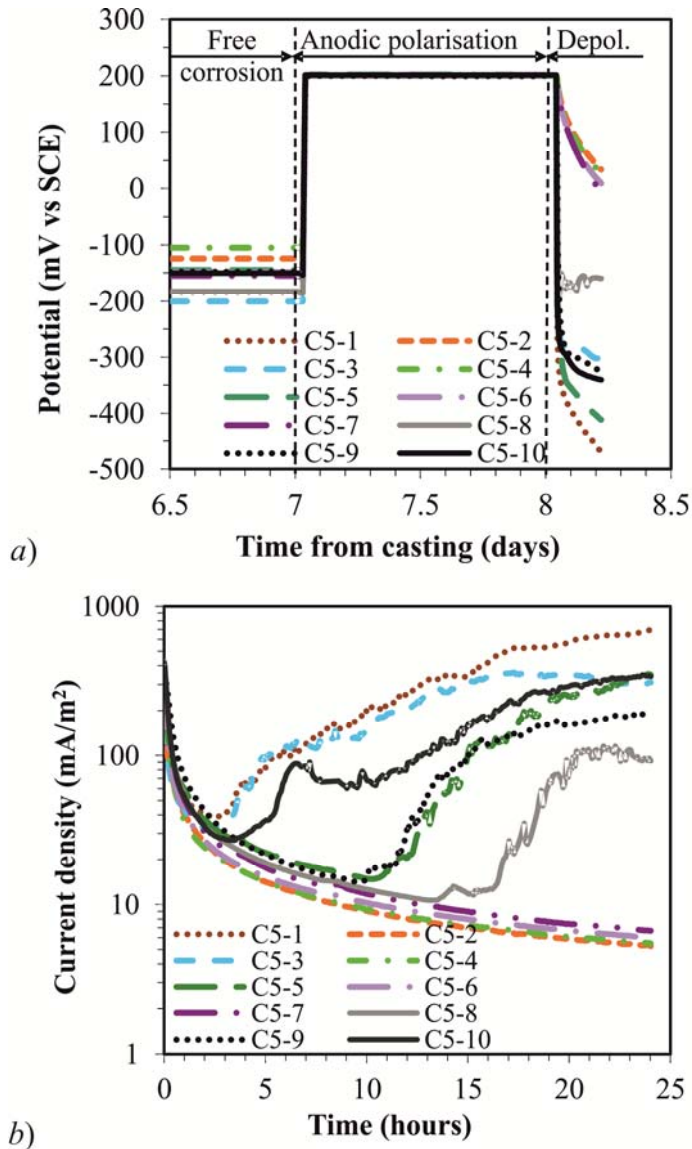 Free Anodic polarisation Depol.
corrosion
200
100
0
-100
-200
-300
-400
-500
Potential (mV vs SCE)
C5-1 C5-2
C5-3 C5-4
C5-5 C5-6
C5-7 C5-8
C5-9 C5-10
6.5 7 7.5 8 8.5
Time from casting (days)
a)
1000
100
10
1
Current density (mA/m²)
C5-1 C5-2
C5-3 C5-4
C5-5 C5-6
C5-7 C5-8
C5-9 C5-10
0 5 10 15 20 25
Time (hours)
b)